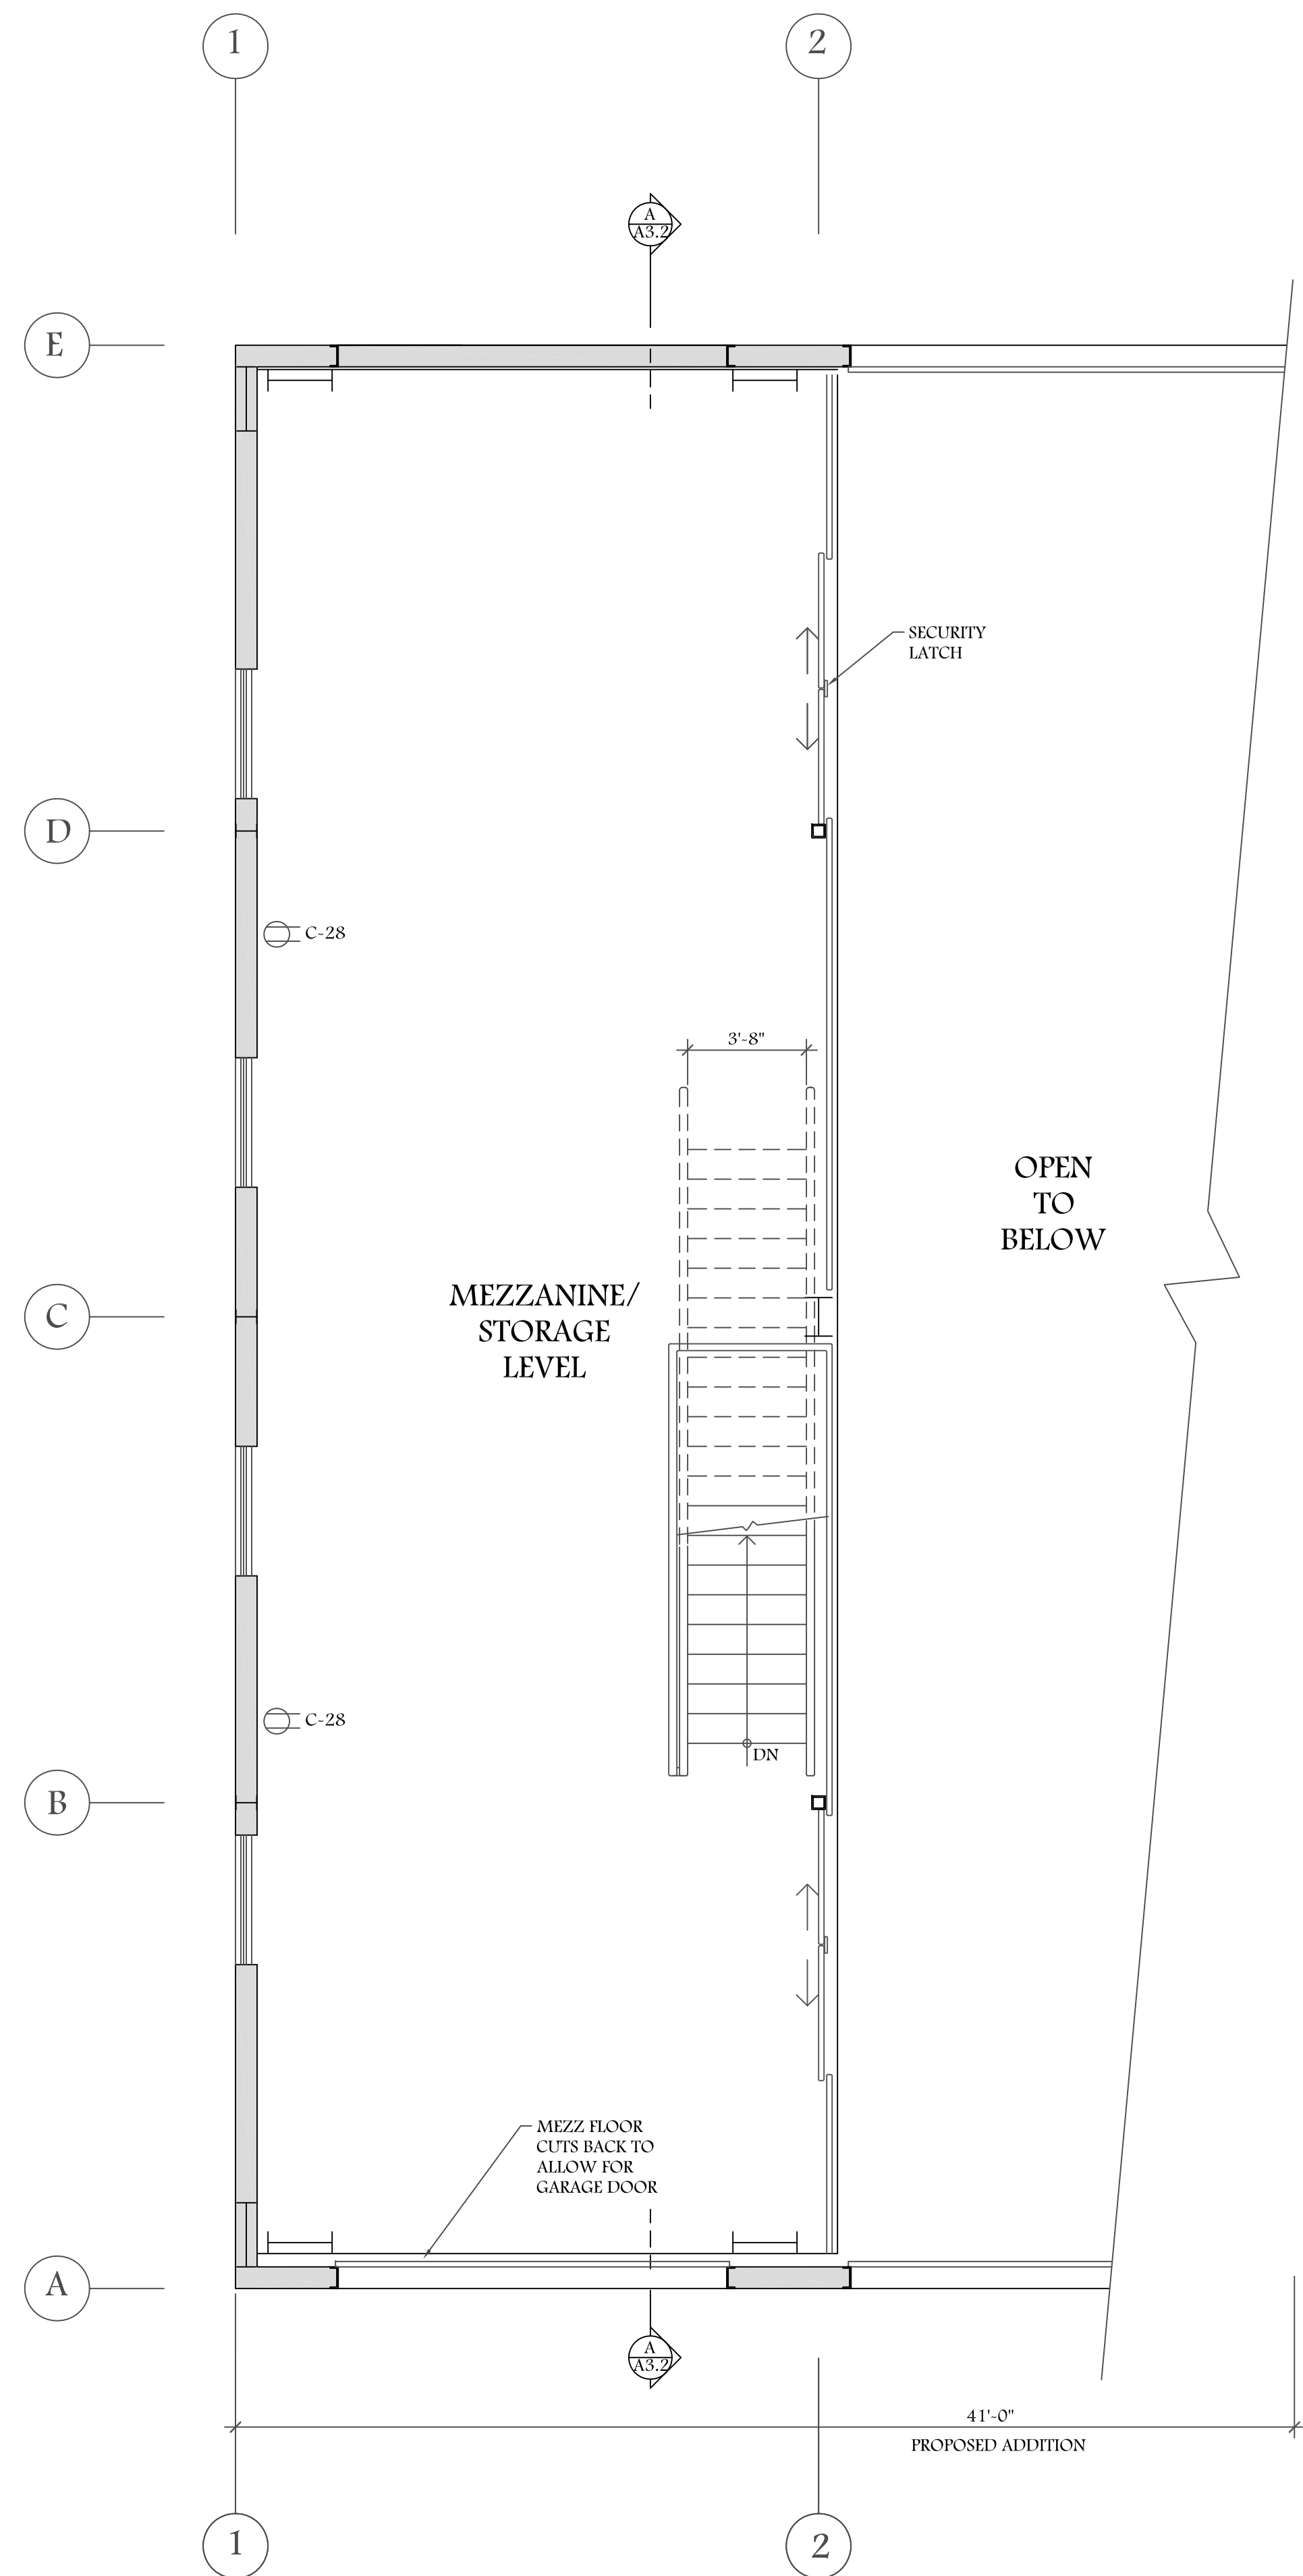 1
2
A
A3.2
E
SECURITY
LATCH
D
C-28
3'-8"
OPEN
TO
BELOW
MEZZANINE/
STORAGE
LEVEL
C
C-28
DN
B
MEZZ FLOOR
CUTS BACK TO
ALLOW FOR
GARAGE DOOR
A
A
A3.2
41'-0"
PROPOSED ADDITION
1
2